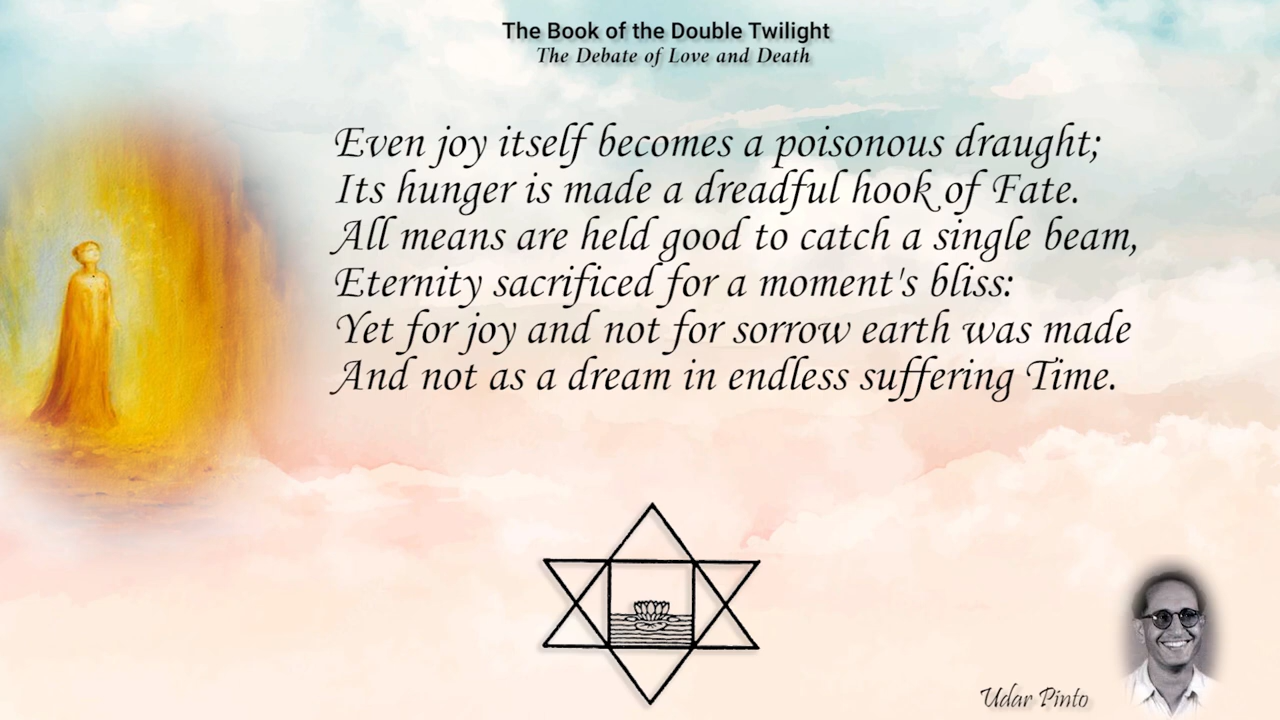 The Book of the Double Twilight
The Debate of Love and Death
Even joy itself becomes a poisonous draught;
Its hunger is made a dreadful hook of Fate.
All means are held good to catch a single beam,
Eternity sacrificed for a moment's bliss:
Yet for joy and not for sorrow earth was made
And not as a dream in endless suffering Time.
Udar Pinto